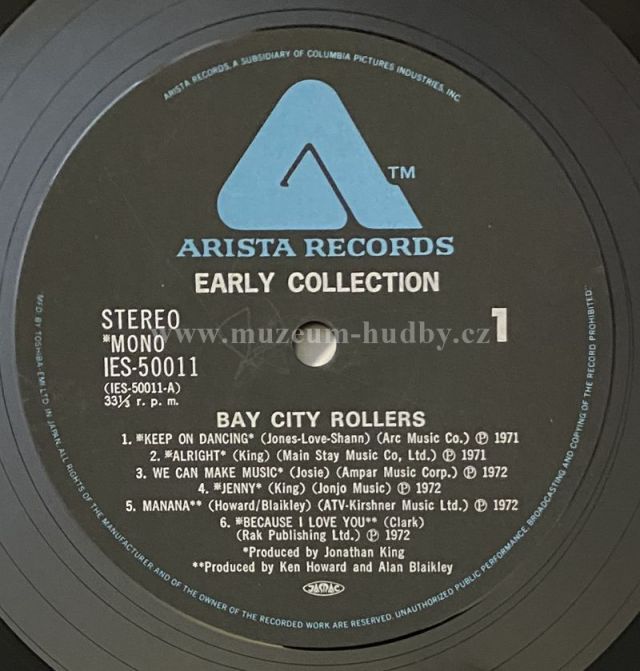 ARISTA RECORDS, A SUBSIDIARY OF COLUMBIA PICTURES INDUSTRIES, INC.
TM
ARISTA RECORDS
EARLY COLLECTION
STEREO
*MONO
IES-50011
(IES-50011-A)
33⅓ r. p. m.
1
www.muzeum-hudby.cz
BAY CITY ROLLERS
1. *KEEP ON DANCING* (Jones-Love-Shann) (Arc Music Co.) Ⓟ 1971
2. *ALRIGHT* (King) (Main Stay Music Co, Ltd.) Ⓟ 1971
3. WE CAN MAKE MUSIC* (Josie) (Ampar Music Corp.) Ⓟ 1972
4. *JENNY* (King) (Jonjo Music) Ⓟ 1972
5. MANANA** (Howard/Blaikley) (ATV-Kirshner Music Ltd.) Ⓟ 1972
6. *BECAUSE I LOVE YOU** (Clark)
(Rak Publishing Ltd.) Ⓟ 1972
*Produced by Jonathan King
**Produced by Ken Howard and Alan Blaikley
JASRAC
MF'D. BY TOSHIBA-EMI LTD. IN JAPAN. ALL RIGHTS OF THE MANUFACTURER AND OF THE OWNER OF THE RECORDED WORK ARE RESERVED. UNAUTHORIZED PUBLIC PERFORMANCE, BROADCASTING AND COPYING OF THE RECORD PROHIBITED.